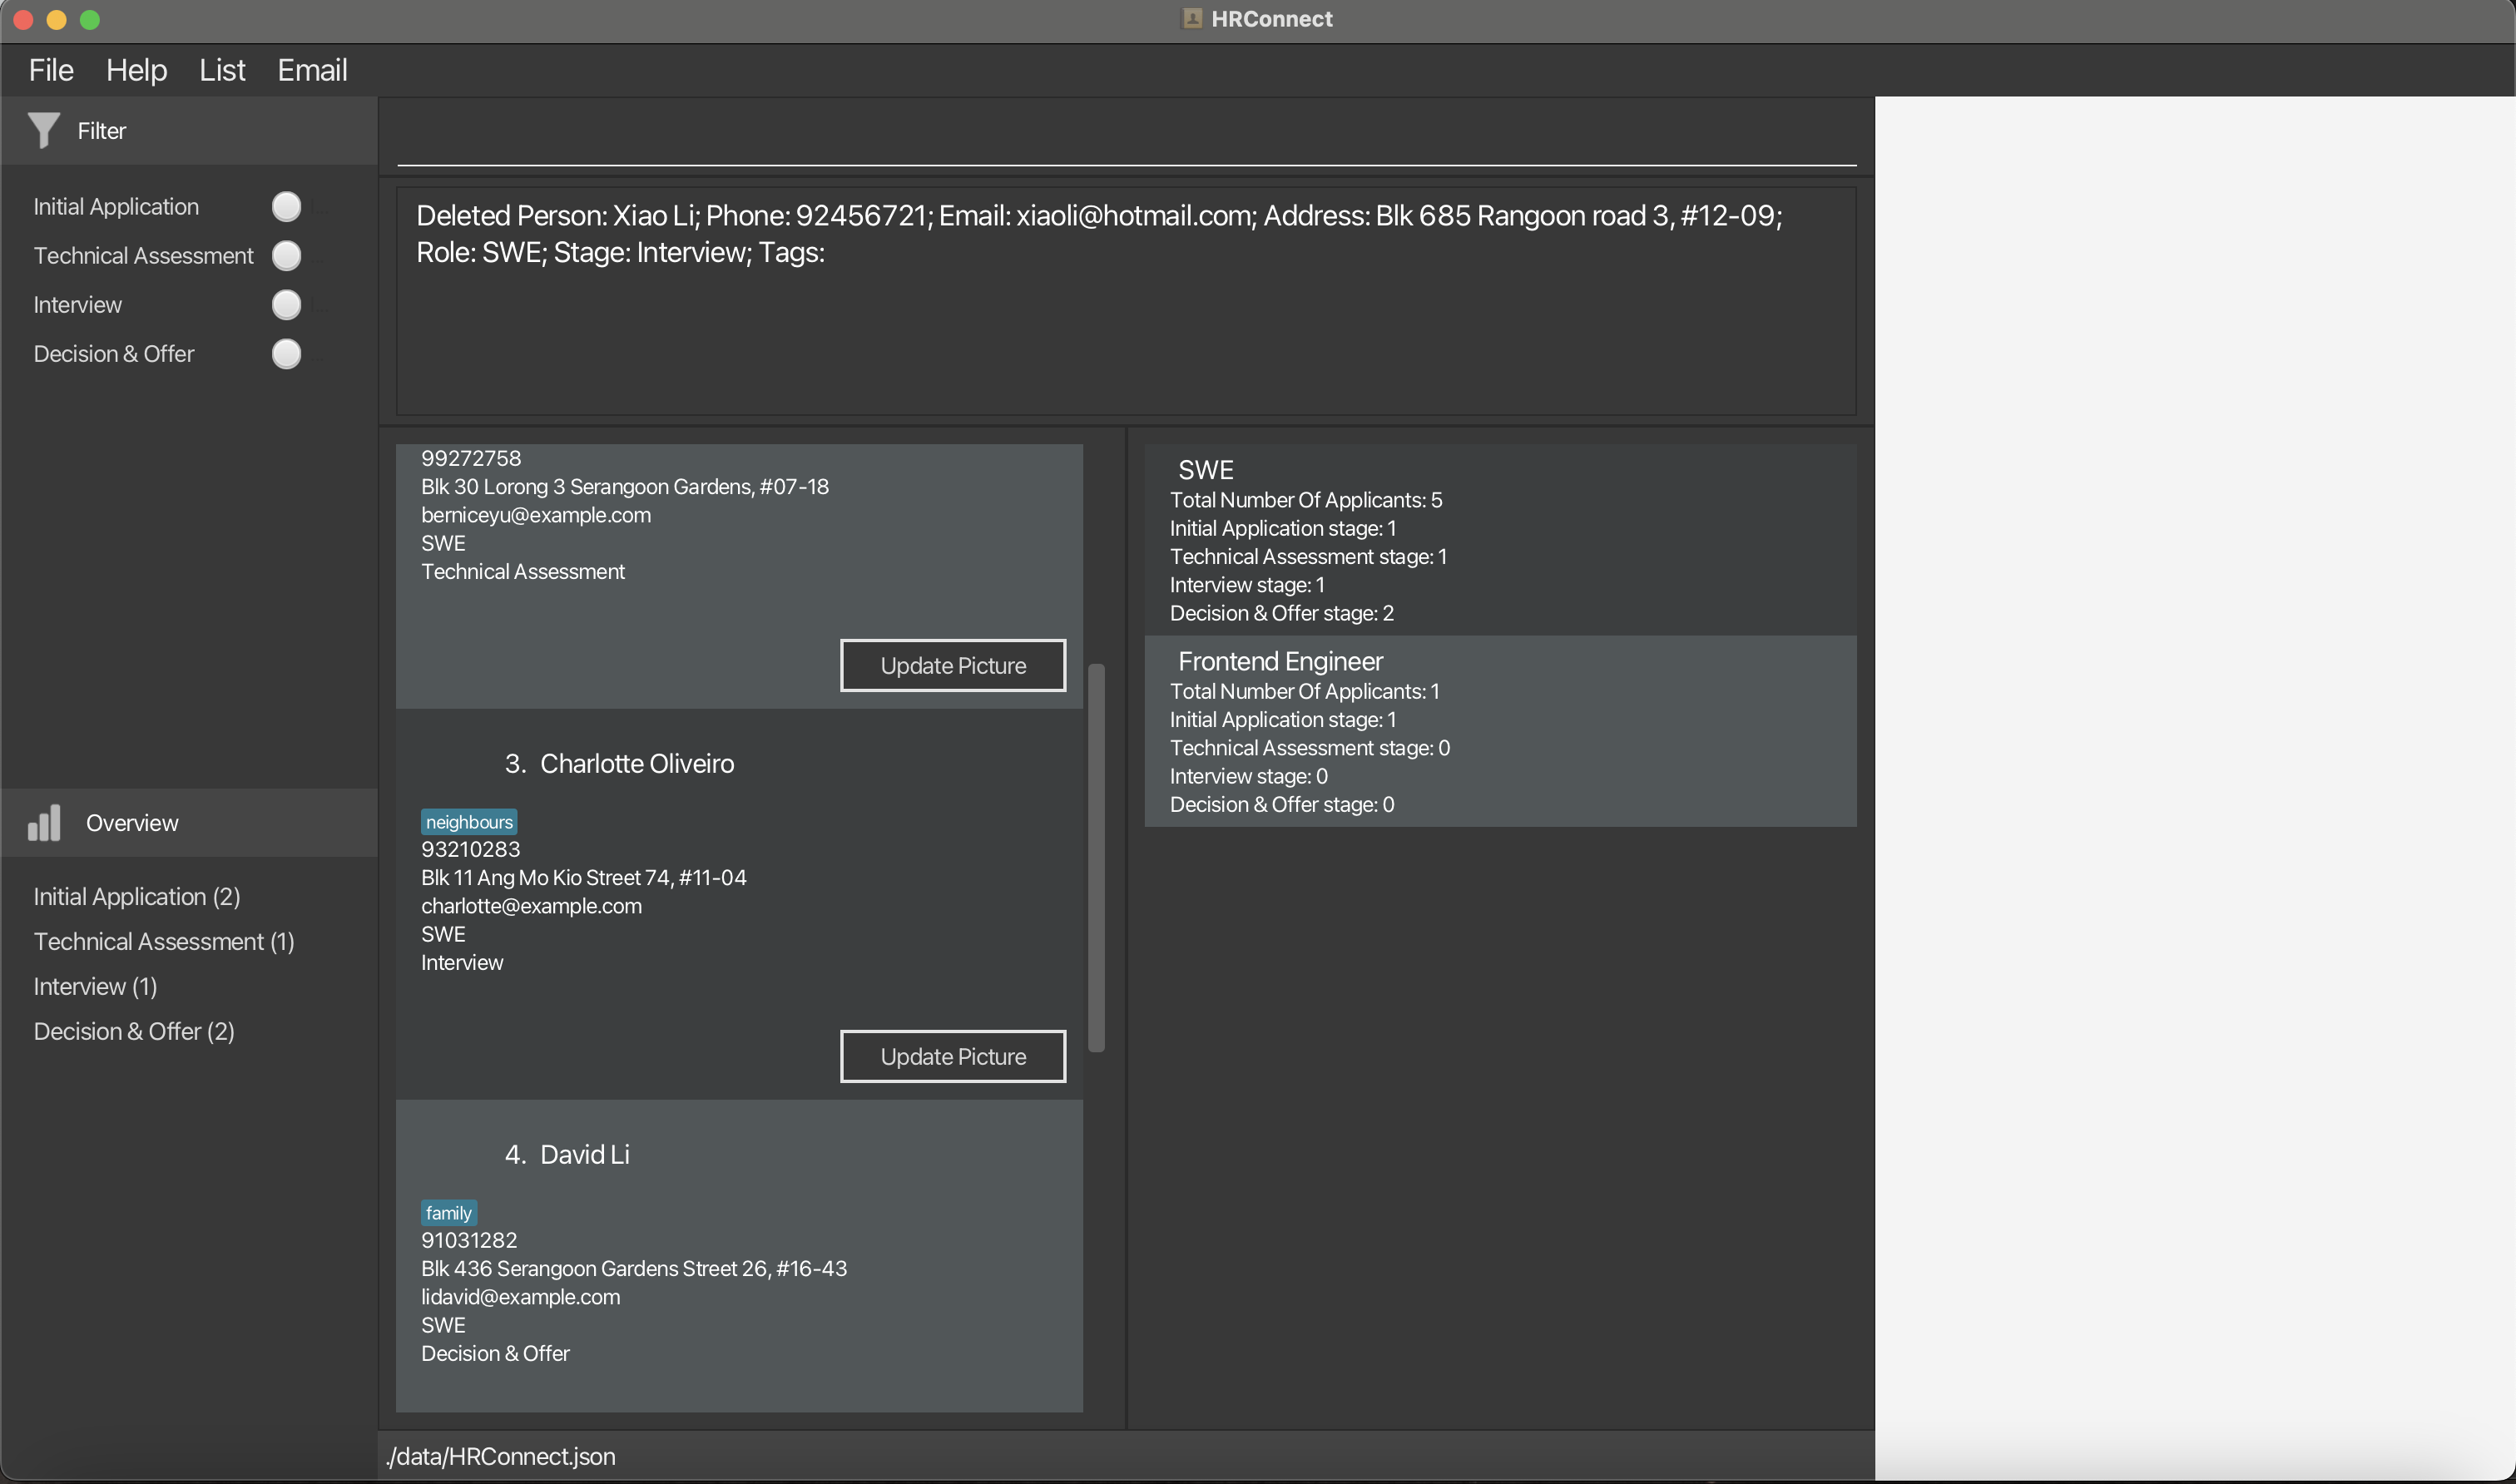 HRConnect
File Help List Email
Filter
Initial Application
Technical Assessment
Interview
Decision & Offer
Overview
Initial Application (2)
Technical Assessment (1)
Interview (1)
Decision & Offer (2)
Deleted Person: Xiao Li; Phone: 92456721; Email: xiaoli@hotmail.com; Address: Blk 685 Rangoon road 3, #12-09;
Role: SWE; Stage: Interview; Tags:
99272758
Blk 30 Lorong 3 Serangoon Gardens, #07-18
berniceyu@example.com
SWE
Technical Assessment
Update Picture
3. Charlotte Oliveiro
neighbours
93210283
Blk 11 Ang Mo Kio Street 74, #11-04
charlotte@example.com
SWE
Interview
Update Picture
4. David Li
family
91031282
Blk 436 Serangoon Gardens Street 26, #16-43
lidavid@example.com
SWE
Decision & Offer
SWE
Total Number Of Applicants: 5
Initial Application stage: 1
Technical Assessment stage: 1
Interview stage: 1
Decision & Offer stage: 2
Frontend Engineer
Total Number Of Applicants: 1
Initial Application stage: 1
Technical Assessment stage: 0
Interview stage: 0
Decision & Offer stage: 0
./data/HRConnect.json